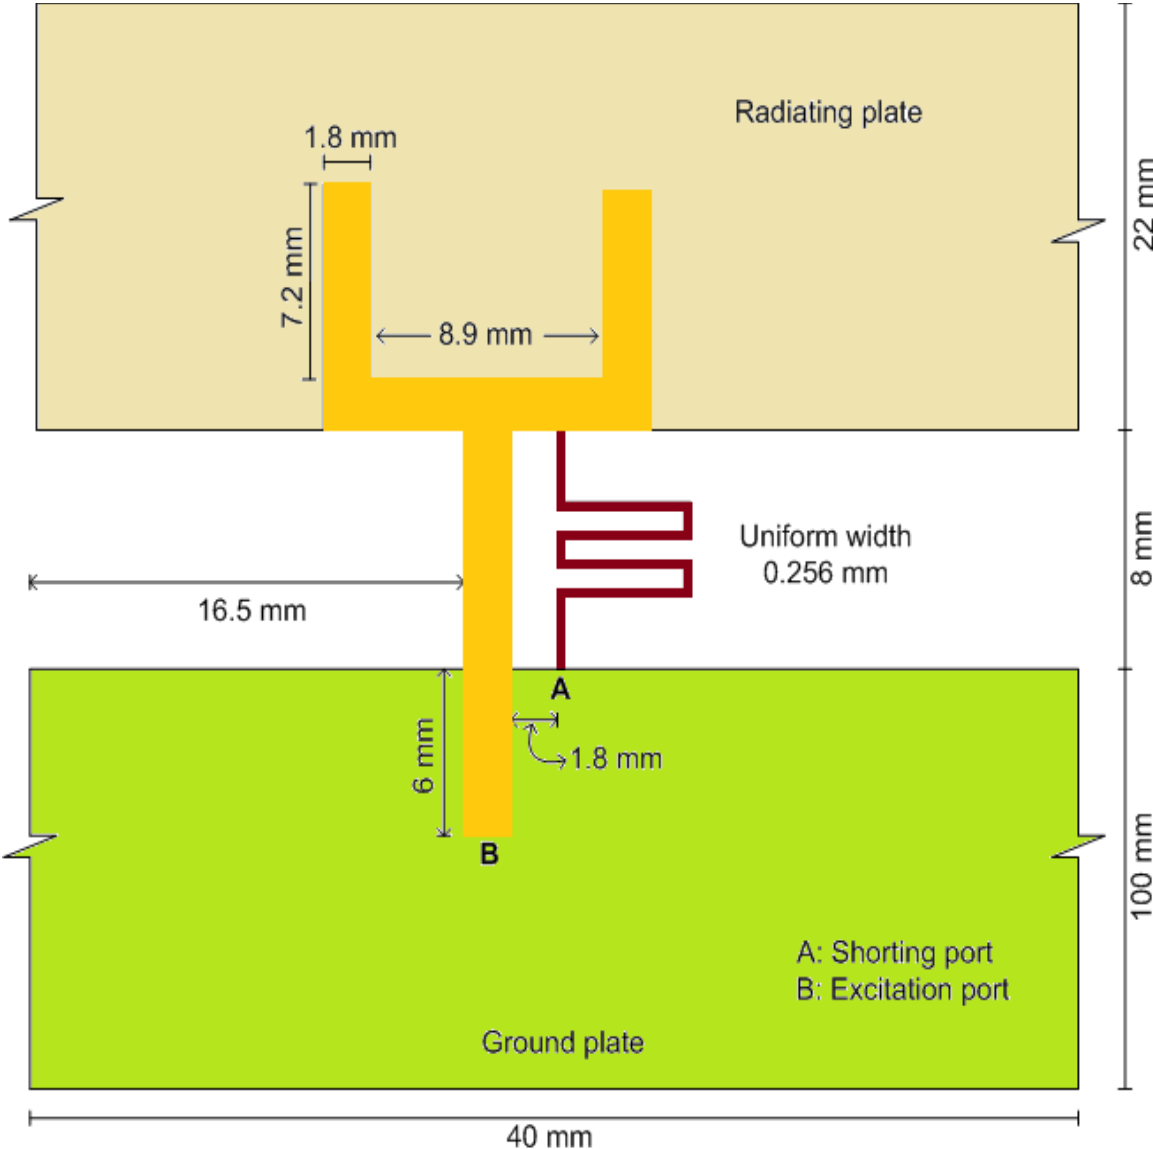 Radiating plate
1.8 mm
22 mm
7.2 mm
8.9 mm
Uniform width
0.256 mm
8 mm
16.5 mm
A
6 mm
1.8 mm
B
100 mm
A: Shorting port
B: Excitation port
Ground plate
40 mm